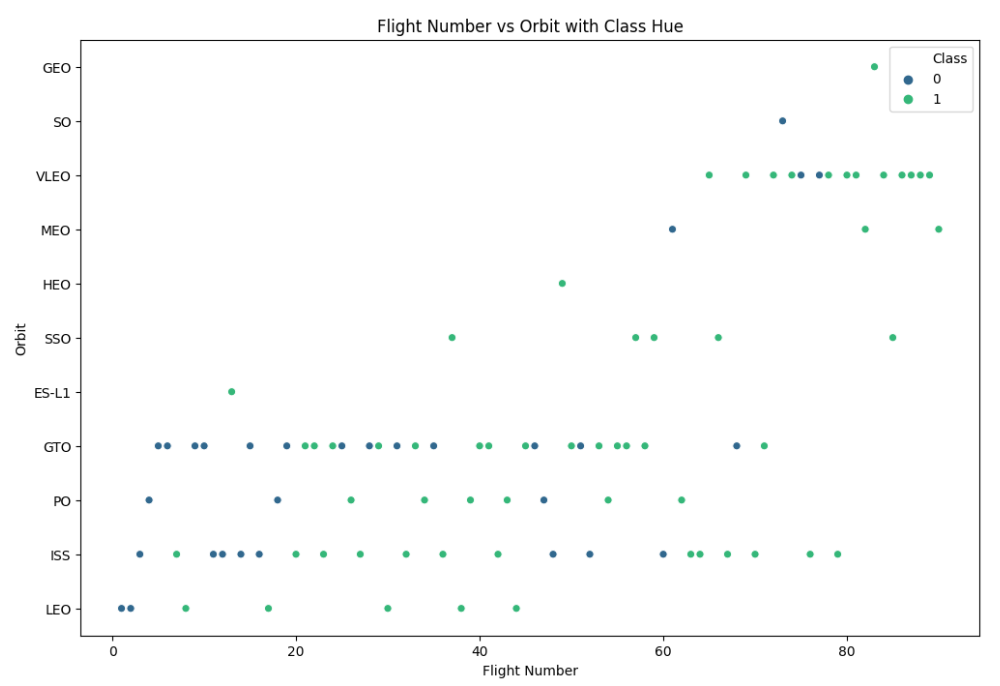 Flight Number vs Orbit with Class Hue
Class
0
1
GEO
SO
VLEO
MEO
HEO
SSO
ES-L1
GTO
PO
ISS
LEO
Orbit
0 20 40 60 80
Flight Number